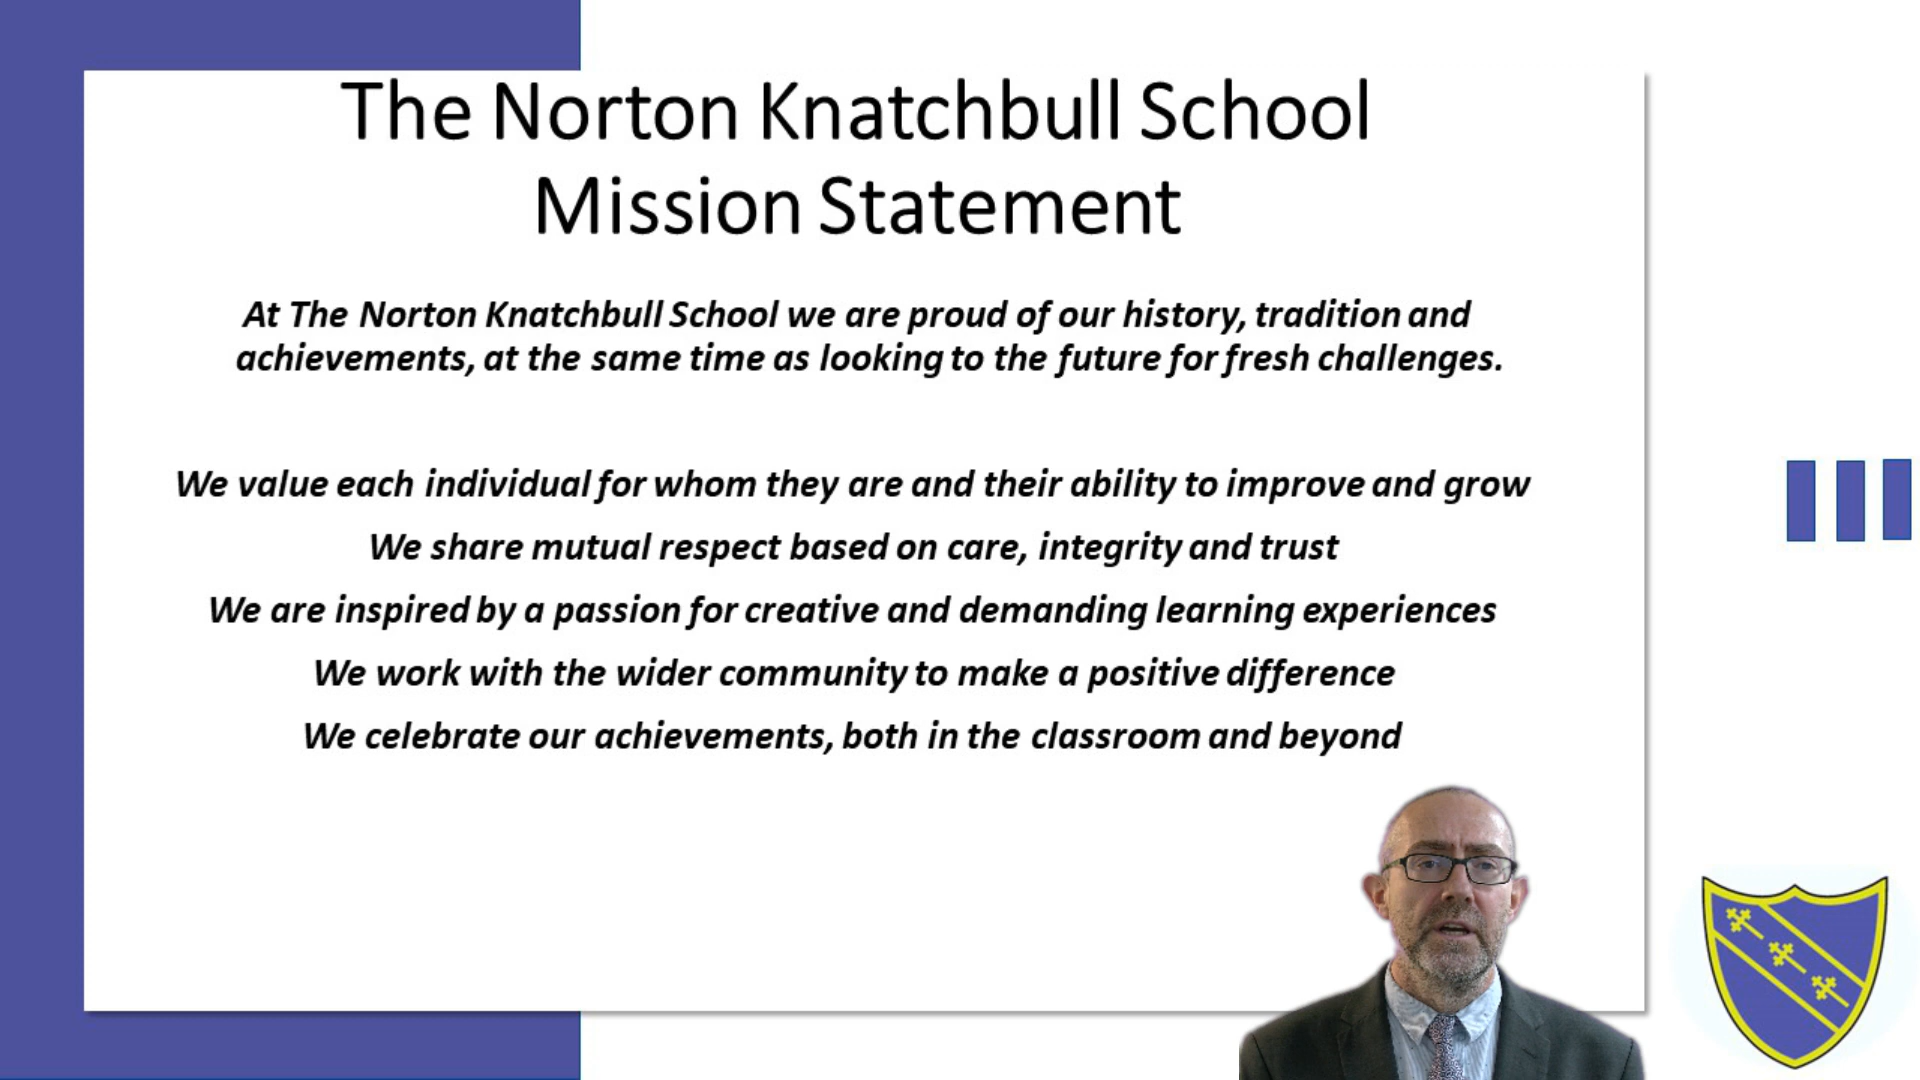 The Norton Knatchbull School
Mission Statement
At The Norton Knatchbull School we are proud of our history, tradition and
achievements, at the same time as looking to the future for fresh challenges.
We value each individual for whom they are and their ability to improve and grow
We share mutual respect based on care, integrity and trust
We are inspired by a passion for creative and demanding learning experiences
We work with the wider community to make a positive difference
We celebrate our achievements, both in the classroom and beyond